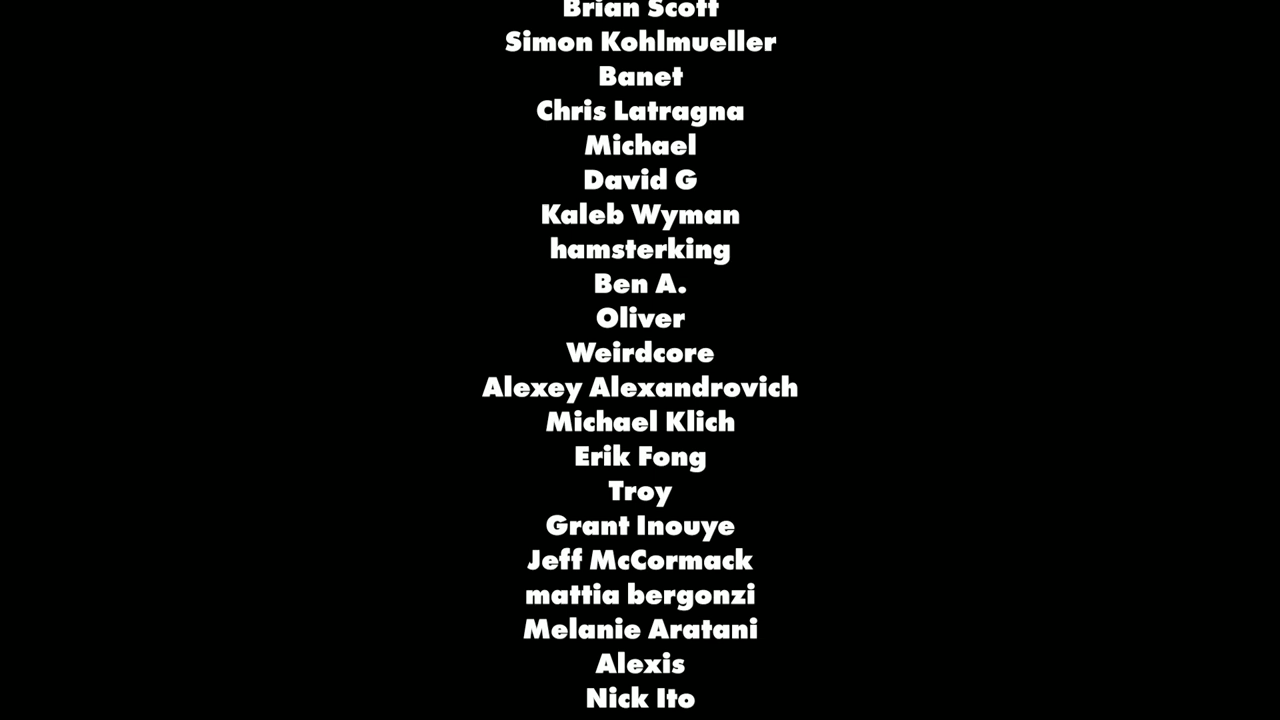 Brian Scott
Simon Kohlmueller
Banet
Chris Latragna
Michael
David G
Kaleb Wyman
hamsterking
Ben A.
Oliver
Weirdcore
Alexey Alexandrovich
Michael Klich
Erik Fong
Troy
Grant Inouye
Jeff McCormack
mattia bergonzi
Melanie Aratani
Alexis
Nick Ito